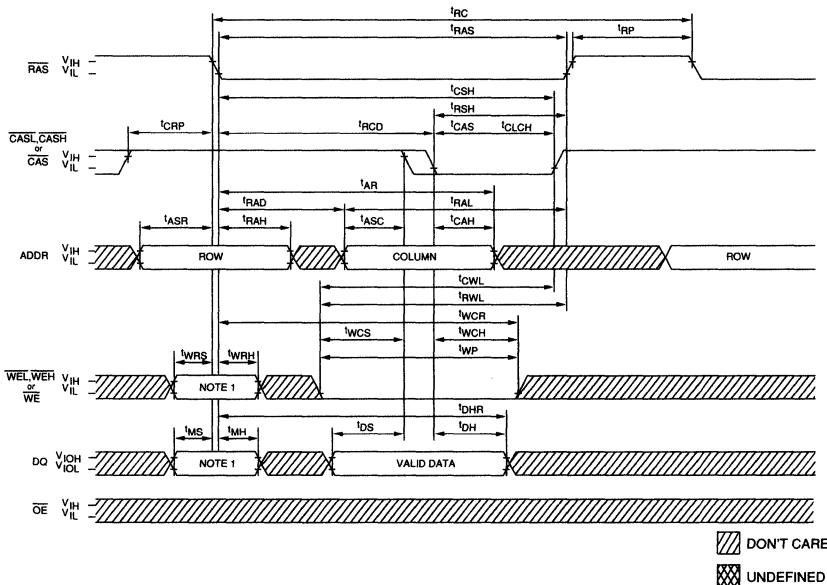 tRC
tRAS
tRP
RAS VIH
VIL
tCSH
tRSH
tCRP tRCD tCAS tCLCH
CASL,CASH
or
CAS VIH
VIL
tAR
tRAD tRAL
tASR tRAH tASC tCAH
ADDR VIH
VIL ROW COLUMN ROW
tCWL
tRWL
tWCR
tWCS tWCH
tWRS tWRH tWP
WEL,WEH
or
WE VIH
VIL NOTE 1
tDHR
tMS tMH tDS tDH
DQ VIOH
VIOL NOTE 1 VALID DATA
OE VIH
VIL
DON'T CARE
UNDEFINED